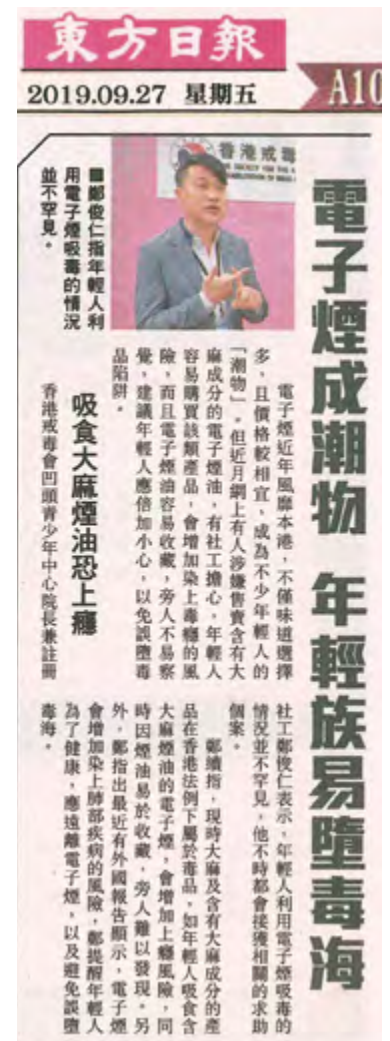 東方日報
2019.09.27 星期五
A10
電子煙成潮物 年輕族易墮毒海
香港戒毒
■鄭俊仁指年輕人利
用電子煙吸毒的情況
並不罕見。
電子煙近年風靡本港，不僅味道選擇
多，且價格較相宜，成為不少年輕人的
「潮物」。但近月網上有人涉嫌售賣含有大
麻成分的電子煙油，有社工擔心，年輕人
容易購買該類產品，會增加染上毒癮的風
險，而且電子煙油容易收藏，旁人不易察
覺，建議年輕人應倍加小心，以免誤墮毒
品陷阱。
吸食大麻煙油恐上癮
香港戒毒會凹頭青少年中心院長兼註冊
社工鄭俊仁表示，年輕人利用電子煙吸毒的
情況並不罕見，他不時都會接獲相關的求助
個案。
鄭續指，現時大麻及含有大麻成分的產
品在香港法例下屬於毒品，如年輕人吸食含
大麻煙油的電子煙，會增加上癮風險，同
時因煙油易於收藏，旁人難以發現。另
外，鄭指出最近有外國報告顯示，電子煙
會增加染上肺部疾病的風險，鄭提醒年輕人
為了健康，應遠離電子煙，以及避免誤墮
毒海。